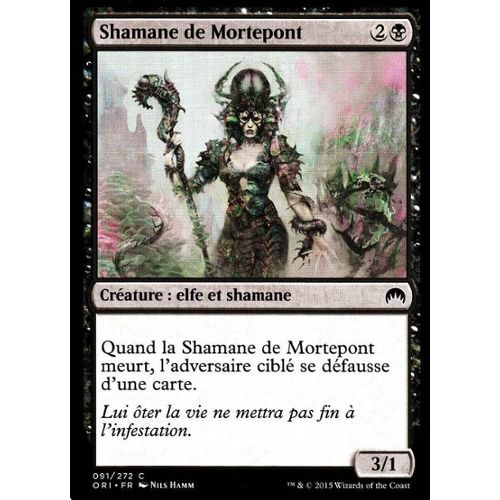 Shamane de Mortepont 2
Créature : elfe et shamane
Quand la Shamane de Mortepont
meurt, l'adversaire ciblé se défausse
d'une carte.
Lui ôter la vie ne mettra pas fin à
l'infestation.
3/1
091/272 C
ORI • FR Nils Hamm
™ & © 2015 Wizards of the Coast